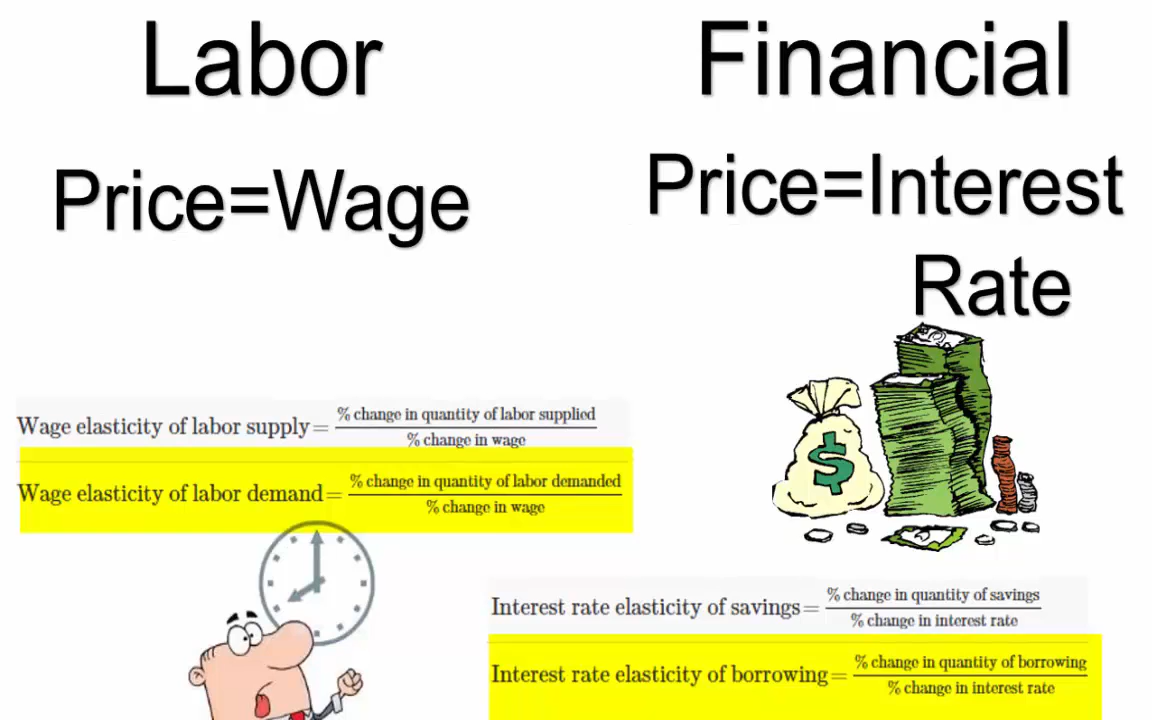 Labor
Price=Wage
Wage elasticity of labor supply= % change in quantity of labor supplied / % change in wage
Wage elasticity of labor demand= % change in quantity of labor demanded / % change in wage
Financial
Price=Interest
Rate
$
Interest rate elasticity of savings= % change in quantity of savings / % change in interest rate
Interest rate elasticity of borrowing= % change in quantity of borrowing / % change in interest rate